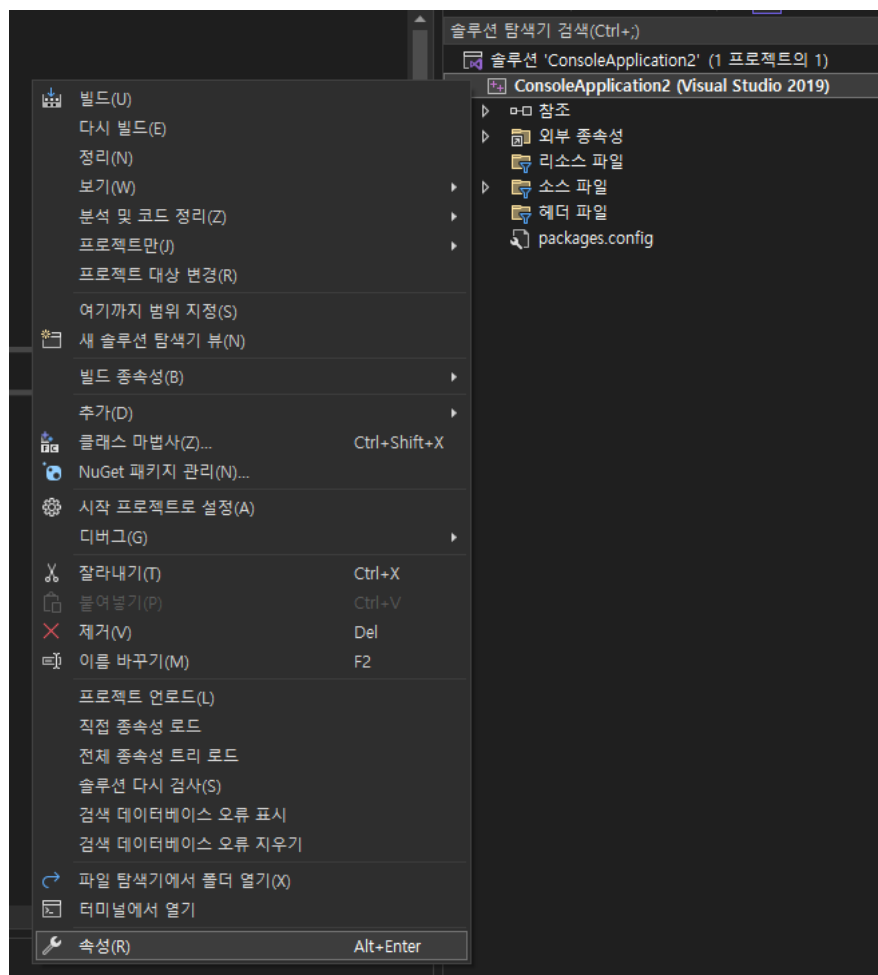 솔루션 탐색기 검색(Ctrl+;)
솔루션 'ConsoleApplication2' (1 프로젝트의 1)
ConsoleApplication2 (Visual Studio 2019)
참조
외부 종속성
리소스 파일
소스 파일
헤더 파일
packages.config
빌드(U)
다시 빌드(E)
정리(N)
보기(W)
분석 및 코드 정리(Z)
프로젝트만(J)
프로젝트 대상 변경(R)
여기까지 범위 지정(S)
새 솔루션 탐색기 뷰(N)
빌드 종속성(B)
추가(D)
클래스 마법사(Z)... Ctrl+Shift+X
NuGet 패키지 관리(N)...
시작 프로젝트로 설정(A)
디버그(G)
잘라내기(T) Ctrl+X
붙여넣기(P) Ctrl+V
제거(V) Del
이름 바꾸기(M) F2
프로젝트 언로드(L)
직접 종속성 로드
전체 종속성 트리 로드
솔루션 다시 검사(S)
검색 데이터베이스 오류 표시
검색 데이터베이스 오류 지우기
파일 탐색기에서 폴더 열기(X)
터미널에서 열기
속성(R) Alt+Enter